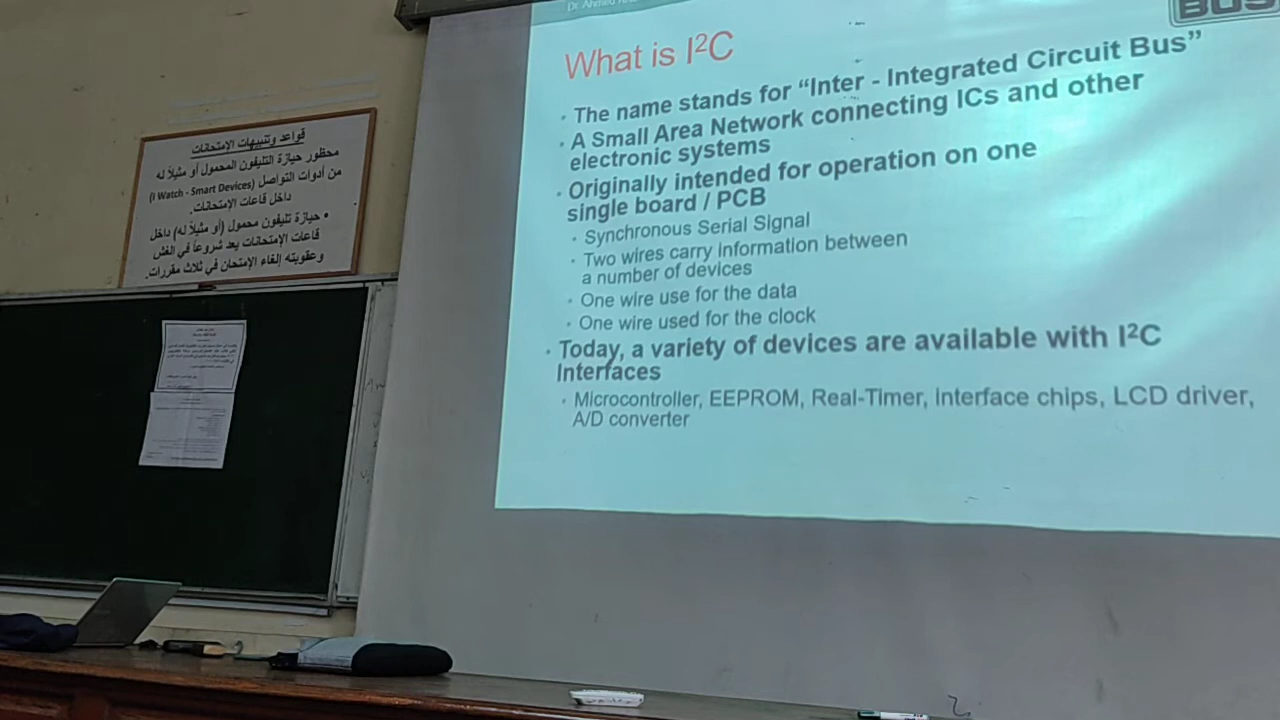 Dr. Ahmed
BUS
What is I²C
· The name stands for “Inter - Integrated Circuit Bus”
· A Small Area Network connecting ICs and other
electronic systems
· Originally intended for operation on one
single board / PCB
• Synchronous Serial Signal
• Two wires carry information between
a number of devices
• One wire use for the data
• One wire used for the clock
• Today, a variety of devices are available with I²C
Interfaces
• Microcontroller, EEPROM, Real-Timer, interface chips, LCD driver,
A/D converter
قواعد وتنبيهات الإمتحانات
محظور حيازة التليفون المحمول أو مثيلاً له
من أدوات التواصل (I Watch - Smart Devices)
داخل قاعات الإمتحانات.
• حيازة تليفون محمول (أو مثيلاً له) داخل
قاعات الإمتحانات يعد شروعاً في الغش
وعقوبته إلغاء الإمتحان في ثلاث مقررات.